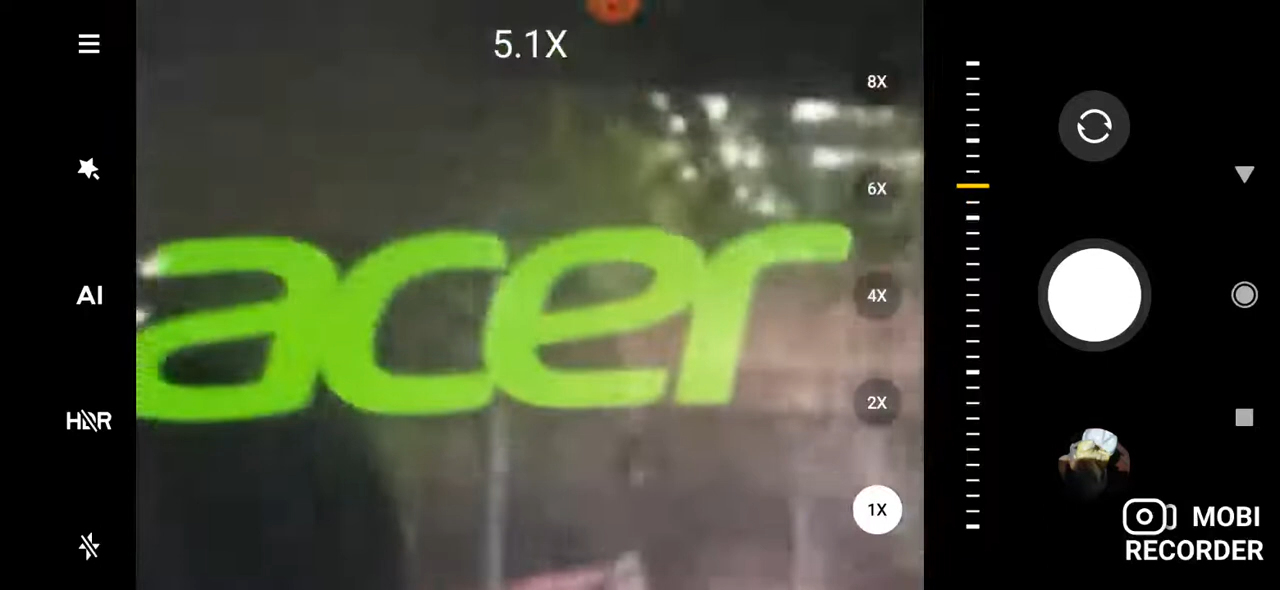 5.1X
8X
6X
4X
2X
1X
acer
AI
HDR
MOBI
RECORDER